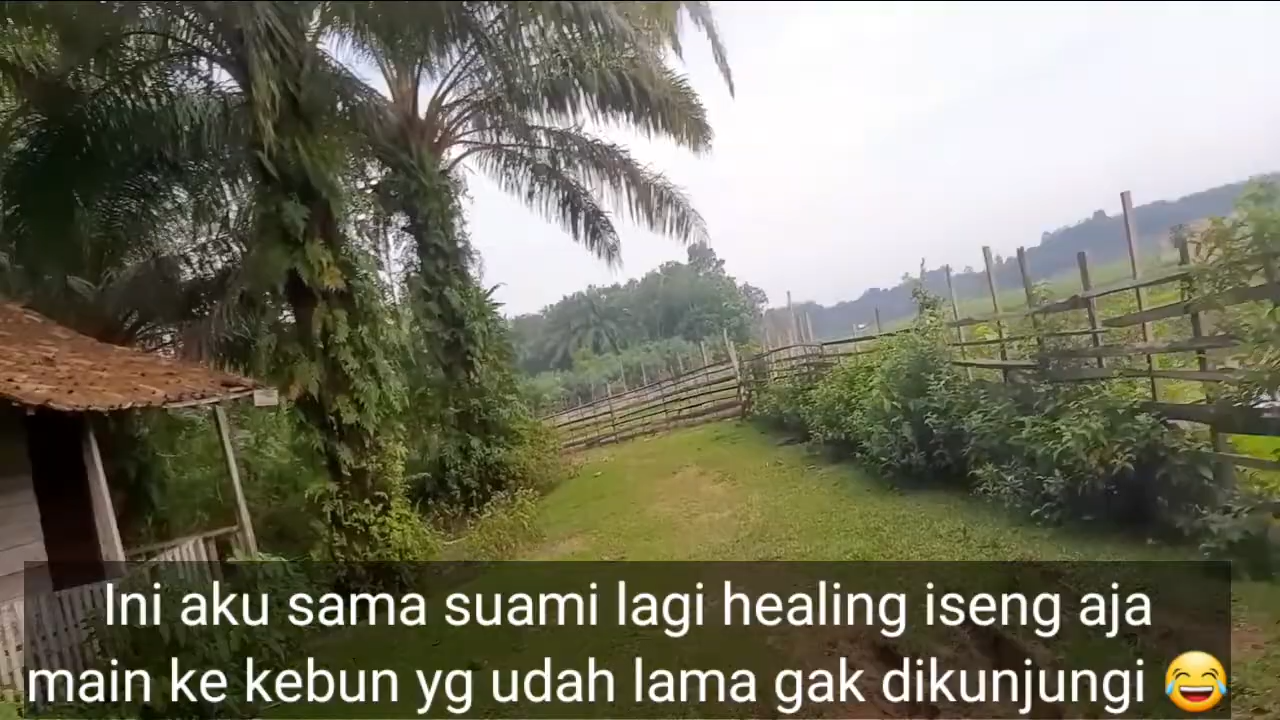 Ini aku sama suami lagi healing iseng aja
main ke kebun yg udah lama gak dikunjungi 😂